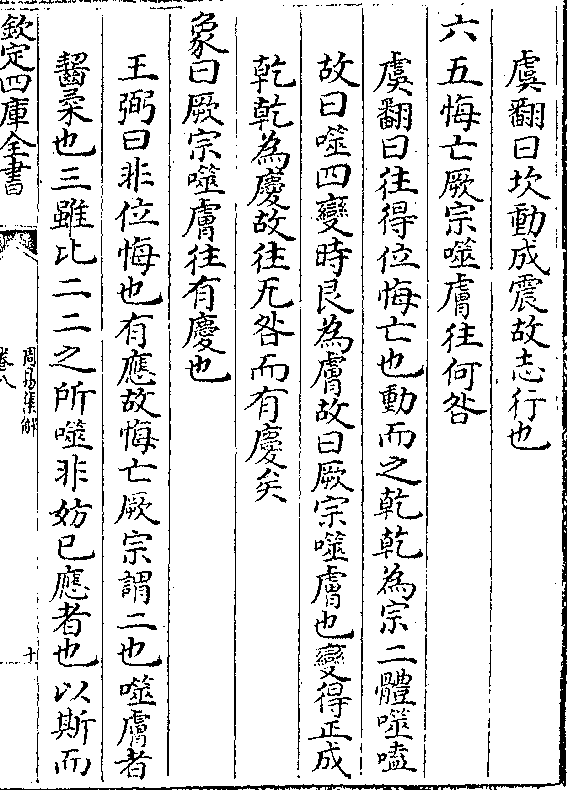 虞翻曰坎動成震故志行也
六五悔亡厥宗噬膚往何咎
虞翻曰往得位悔亡也動而之乾乾為宗二體噬嗑
故曰噬四變時艮為膚故曰厥宗噬膚也變得正成
乾乾為慶故往无咎而有慶矣
象曰厥宗噬膚往有慶也
王弼曰非位悔也有應故悔亡厥宗謂二也噬膚者
齧柔也三雖比二二之所噬非妨已應者也以斯而
欽定四庫全書
周易集解
卷八
十